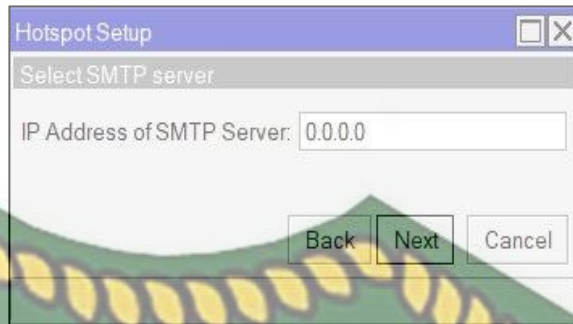 Hotspot Setup
Select SMTP server
IP Address of SMTP Server: 0.0.0.0
Back Next Cancel